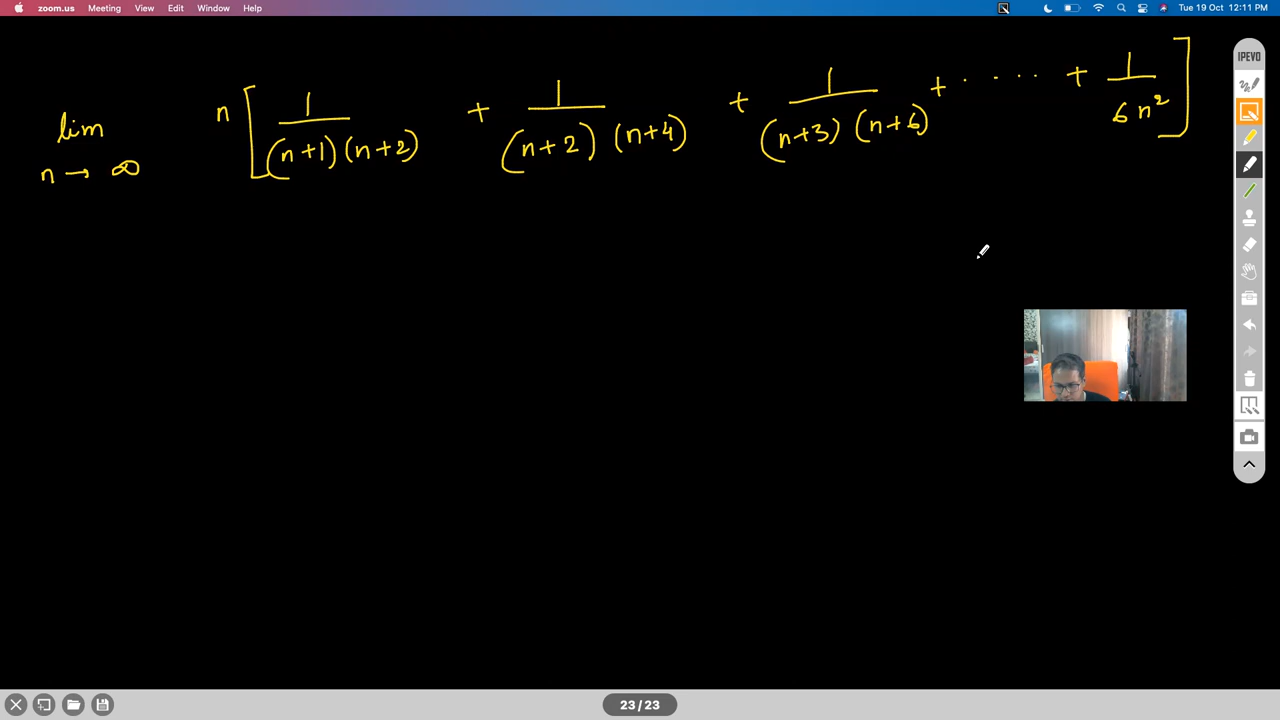 zoom.us Meeting View Edit Window Help Tue 19 Oct 12:11 PM
lim n→∞ n [ 1/((n+1)(n+2)) + 1/((n+2)(n+4)) + 1/((n+3)(n+6)) + ···· + 1/(6n²) ]
IPEVO
23/23